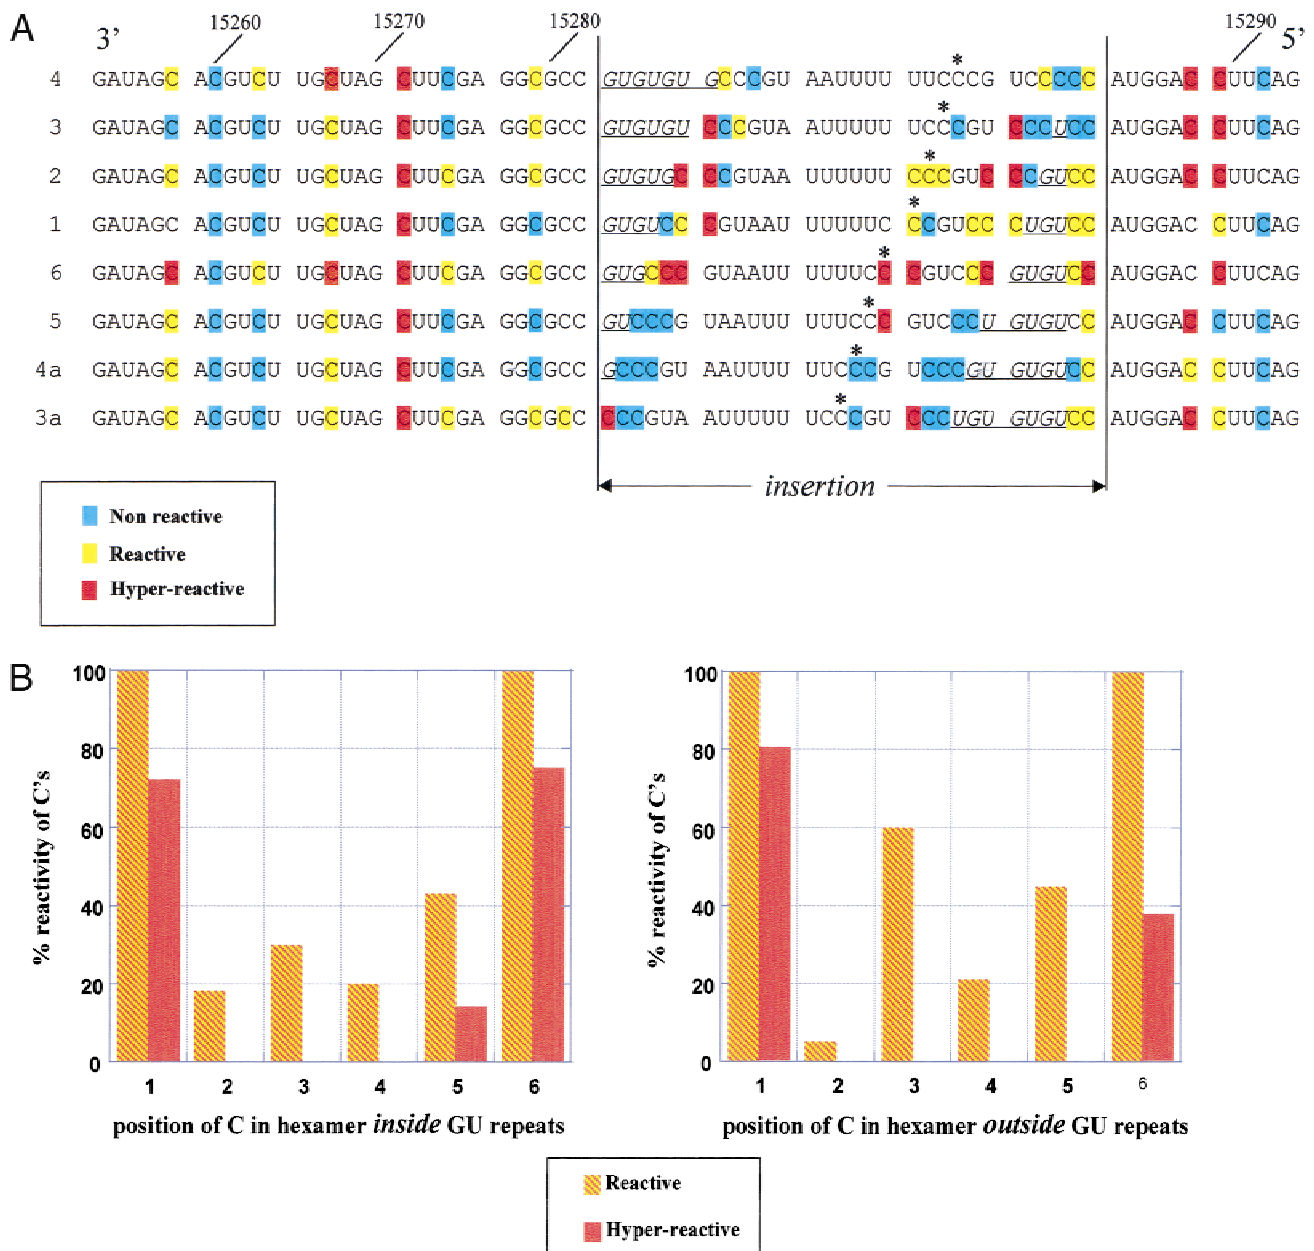 A
3’ 15260 15270 15280 15290 5’
4 GAUAGC ACGUCU UGCUAG CUUCGA GGCGCC GUGUGU GCCCGU AAUUUU UUCCCG UCCCCC AUGGAC CUUCAG
*
3 GAUAGC ACGUCU UGCUAG CUUCGA GGCGCC GUGUGU CCCGUA AUUUUU UCCCGU CCCUCC AUGGAC CUUCAG
*
2 GAUAGC ACGUCU UGCUAG CUUCGA GGCGCC GUGUGC CCGUAA UUUUUU CCCGUC CCGUCC AUGGAC CUUCAG
*
1 GAUAGC ACGUCU UGCUAG CUUCGA GGCGCC GUGUCC CGUAAU UUUUUC CCGUCC CUGUCC AUGGAC CUUCAG
*
6 GAUAGC ACGUCU UGCUAG CUUCGA GGCGCC GUGCCC GUAAUU UUUUCC CGUCCC GUGUCC AUGGAC CUUCAG
*
5 GAUAGC ACGUCU UGCUAG CUUCGA GGCGCC GUCCCG UAAUUU UUUCCC GUCCCU GUGUCC AUGGAC CUUCAG
*
4a GAUAGC ACGUCU UGCUAG CUUCGA GGCGCC GCCCGU AAUUUU UUCCCG UCCCGU GUGUCC AUGGAC CUUCAG
*
3a GAUAGC ACGUCU UGCUAG CUUCGA GGCGCC CCCGUA AUUUUU UCCCGU CCCUGU GUGUCC AUGGAC CUUCAG
*
insertion
Non reactive
Reactive
Hyper-reactive
B
% reactivity of C’s
100
80
60
40
20
0
1 2 3 4 5 6
position of C in hexamer inside GU repeats
% reactivity of C’s
100
80
60
40
20
0
1 2 3 4 5 6
position of C in hexamer outside GU repeats
Reactive
Hyper-reactive